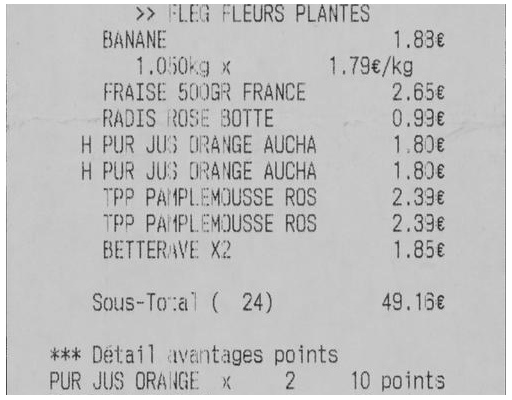 >> FLEG FLEURS PLANTES
BANANE 1.88€
1.050kg x 1.79€/kg
FRAISE 500GR FRANCE 2.65€
RADIS ROSE BOTTE 0.99€
H PUR JUS ORANGE AUCHA 1.80€
H PUR JUS ORANGE AUCHA 1.80€
TPP PAMPLEMOUSSE ROS 2.39€
TPP PAMPLEMOUSSE ROS 2.39€
BETTERAVE X2 1.85€
Sous-Total ( 24) 49.16€
*** Détail avantages points
PUR JUS ORANGE x 2 10 points